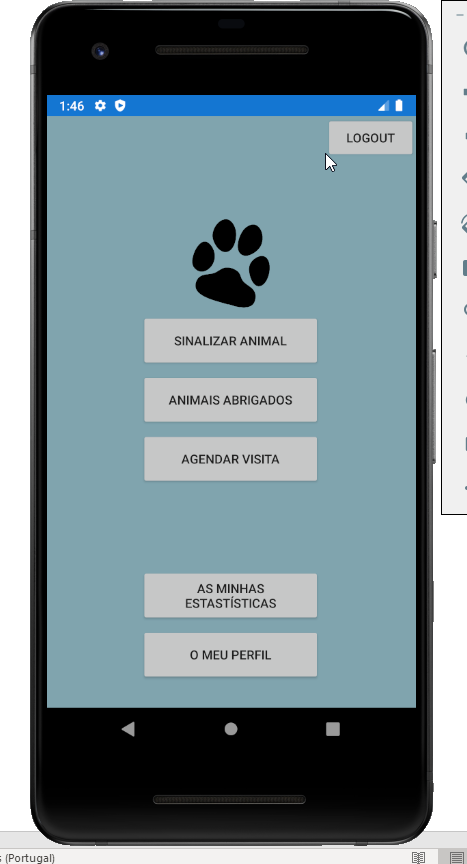 1:46
LOGOUT
SINALIZAR ANIMAL
ANIMAIS ABRIGADOS
AGENDAR VISITA
AS MINHAS
ESTASTÍSTICAS
O MEU PERFIL
(Portugal)